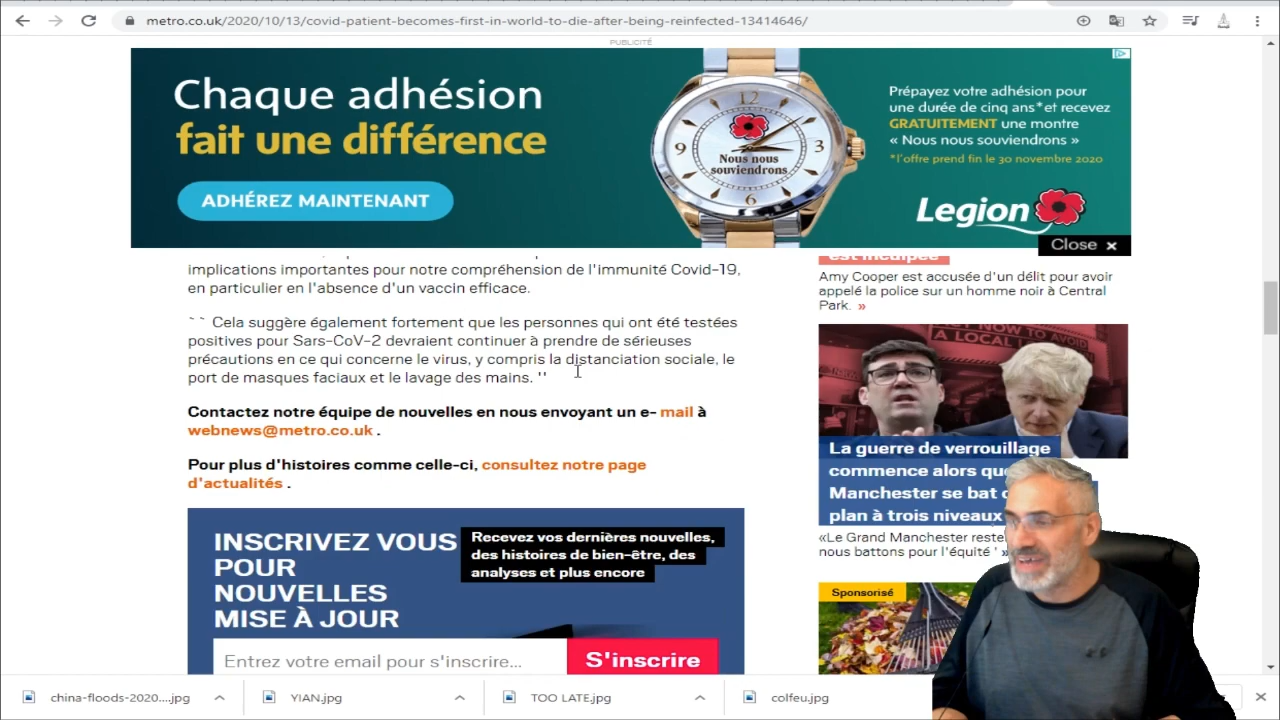 metro.co.uk/2020/10/13/covid-patient-becomes-first-in-world-to-die-after-being-reinfected-13414646/
PUBLICITÉ
Chaque adhésion
fait une différence
ADHÉREZ MAINTENANT
12
3
6
9
Nous nous
souviendrons
Prépayez votre adhésion pour
une durée de cinq ans*et recevez
GRATUITEMENT une montre
« Nous nous souviendrons »
*l'offre prend fin le 30 novembre 2020
Legion
Close ×
implications importantes pour notre compréhension de l'immunité Covid-19,
en particulier en l'absence d'un vaccin efficace.
`` Cela suggère également fortement que les personnes qui ont été testées
positives pour Sars-CoV-2 devraient continuer à prendre de sérieuses
précautions en ce qui concerne le virus, y compris la distanciation sociale, le
port de masques faciaux et le lavage des mains. ''
Contactez notre équipe de nouvelles en nous envoyant un e- mail à
webnews@metro.co.uk .
Pour plus d'histoires comme celle-ci, consultez notre page
d'actualités .
INSCRIVEZ VOUS
POUR
NOUVELLES
MISE À JOUR
Recevez vos dernières nouvelles,
des histoires de bien-être, des
analyses et plus encore
Entrez votre email pour s'inscrire...
S'inscrire
est inculpée
Amy Cooper est accusée d'un délit pour avoir
appelé la police sur un homme noir à Central
Park. »
A LOCAL
La guerre de verrouillage
commence alors que
Manchester se bat
plan à trois niveaux
«Le Grand Manchester
nous battons pour l'équité ' »
Sponsorisé
china-floods-2020....jpg
YIAN.jpg
TOO LATE.jpg
colfeu.jpg